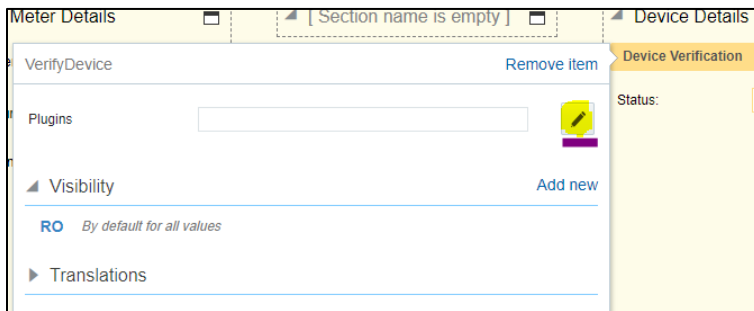 Meter Details
[ Section name is empty ]
Device Details
VerifyDevice
Remove item
Device Verification
Plugins
Status:
Visibility
Add new
RO By default for all values
Translations